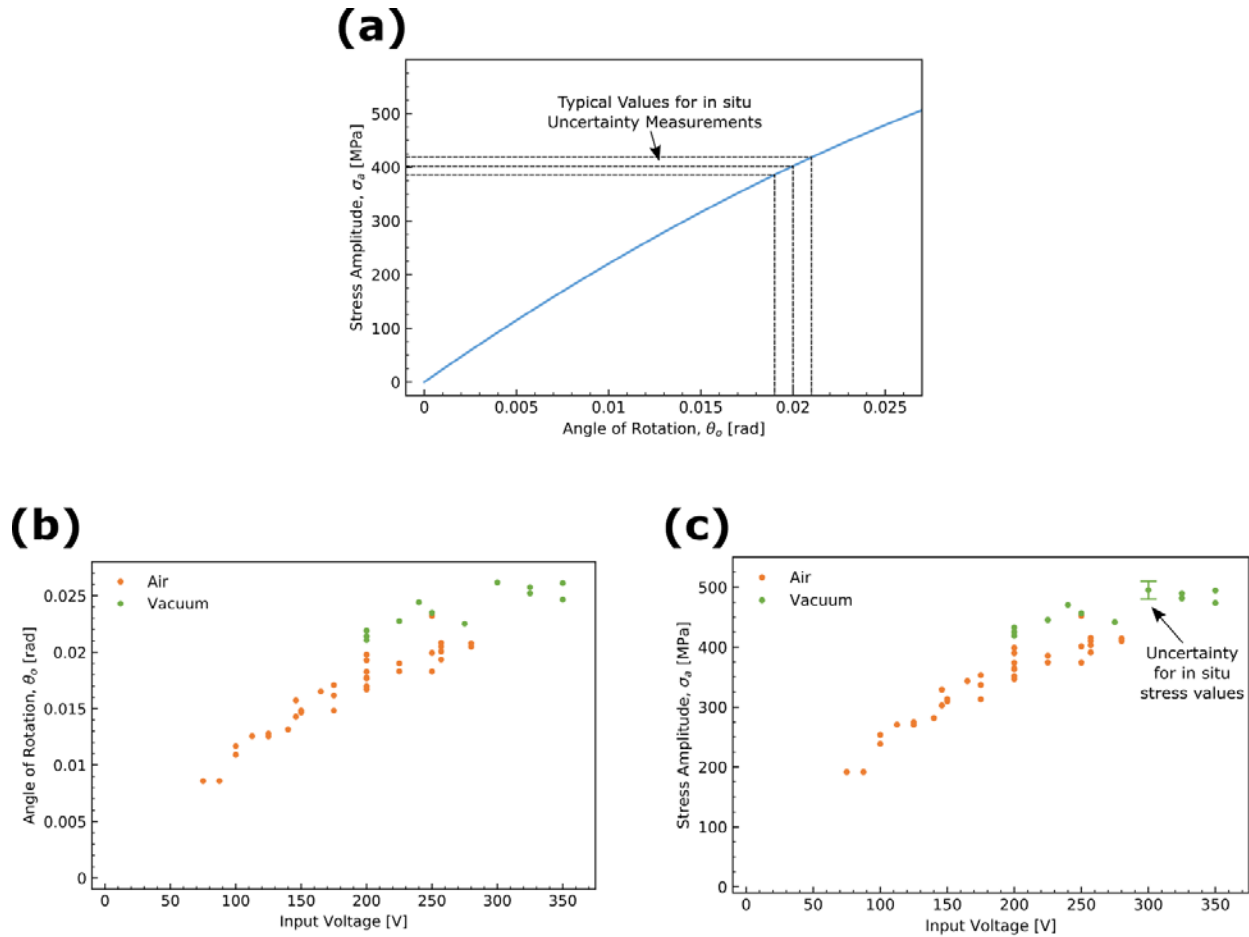 (a)
Typical Values for in situ
Uncertainty Measurements
500
400
300
200
100
0
Stress Amplitude, σₐ [MPa]
0 0.005 0.01 0.015 0.02 0.025
Angle of Rotation, θₒ [rad]
(b)
Air
Vacuum
0.025
0.02
0.015
0.01
0.005
0
Angle of Rotation, θₒ [rad]
0 50 100 150 200 250 300 350
Input Voltage [V]
(c)
Air
Vacuum
Uncertainty
for in situ
stress values
500
400
300
200
100
0
Stress Amplitude, σₐ [MPa]
0 50 100 150 200 250 300 350
Input Voltage [V]